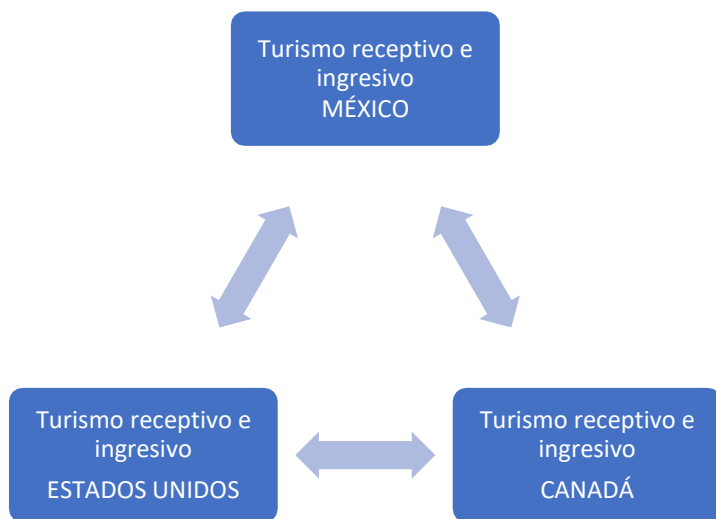 Turismo receptivo e
ingresivo
MÉXICO
Turismo receptivo e
ingresivo
ESTADOS UNIDOS
Turismo receptivo e
ingresivo
CANADÁ